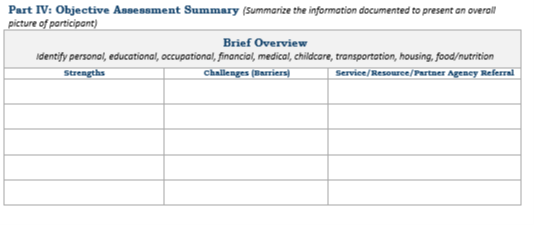 Part IV: Objective Assessment Summary (Summarize the information documented to present an overall
picture of participant)
Brief Overview
Identify personal, educational, occupational, financial, medical, childcare, transportation, housing, food/nutrition
Strengths Challenges (Barriers) Service/Resource/Partner Agency Referral